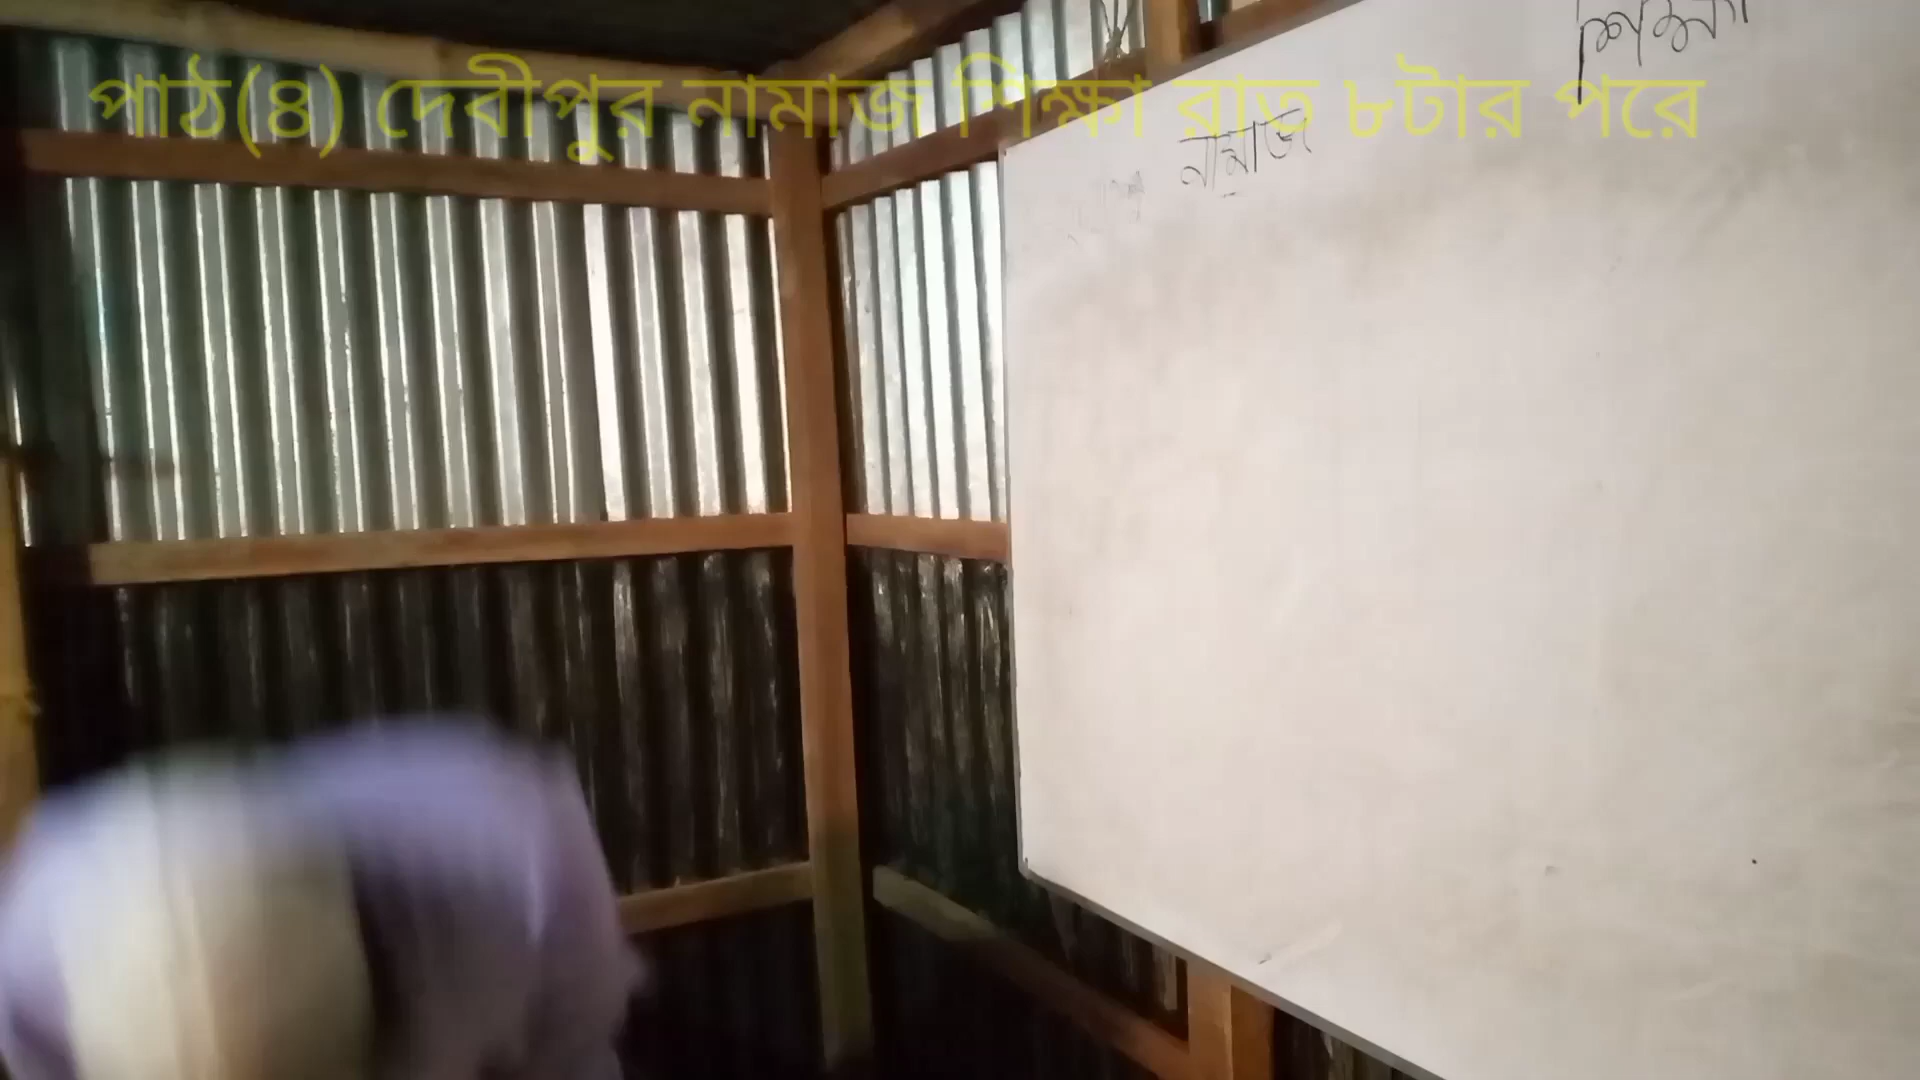 পাঠ(৪) দেবীপুর নামাজ শিক্ষা রাত ৮টার পরে
নামাজ
শিক্ষা